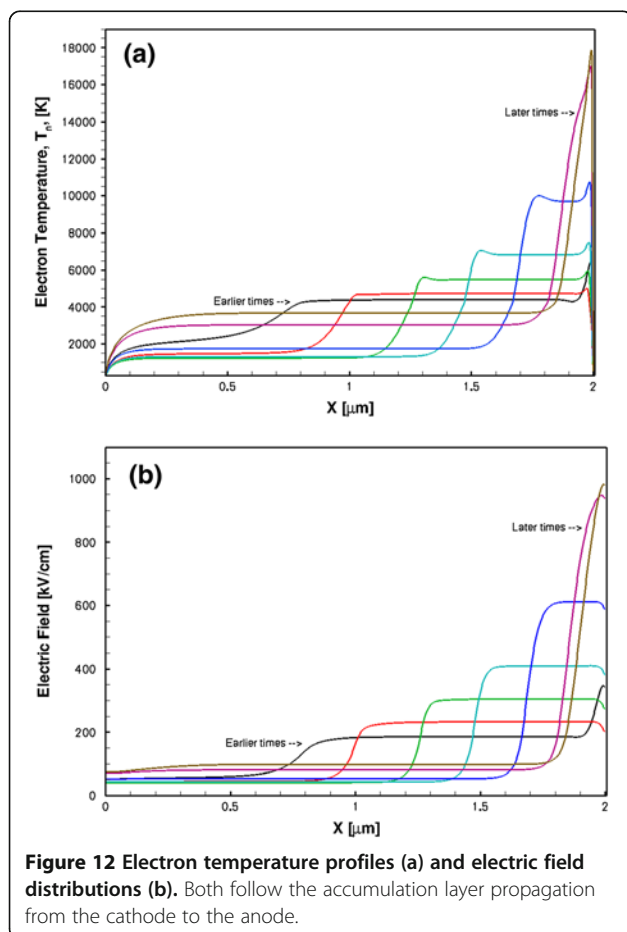 (a)
18000
16000
14000
12000
10000
8000
6000
4000
2000
Electron Temperature, Tn, [K]
Later times -->
Earlier times -->
0
0.5
1
1.5
2
X [μm]
(b)
1000
800
600
400
200
0
Electric Field [kV/cm]
Later times -->
Earlier times -->
0
0.5
1
1.5
2
X [μm]
Figure 12 Electron temperature profiles (a) and electric field
distributions (b). Both follow the accumulation layer propagation
from the cathode to the anode.